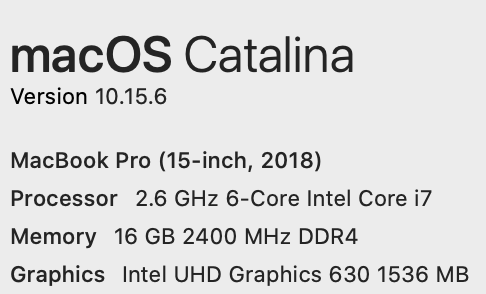 macOS Catalina
Version 10.15.6
MacBook Pro (15-inch, 2018)
Processor 2.6 GHz 6-Core Intel Core i7
Memory 16 GB 2400 MHz DDR4
Graphics Intel UHD Graphics 630 1536 MB